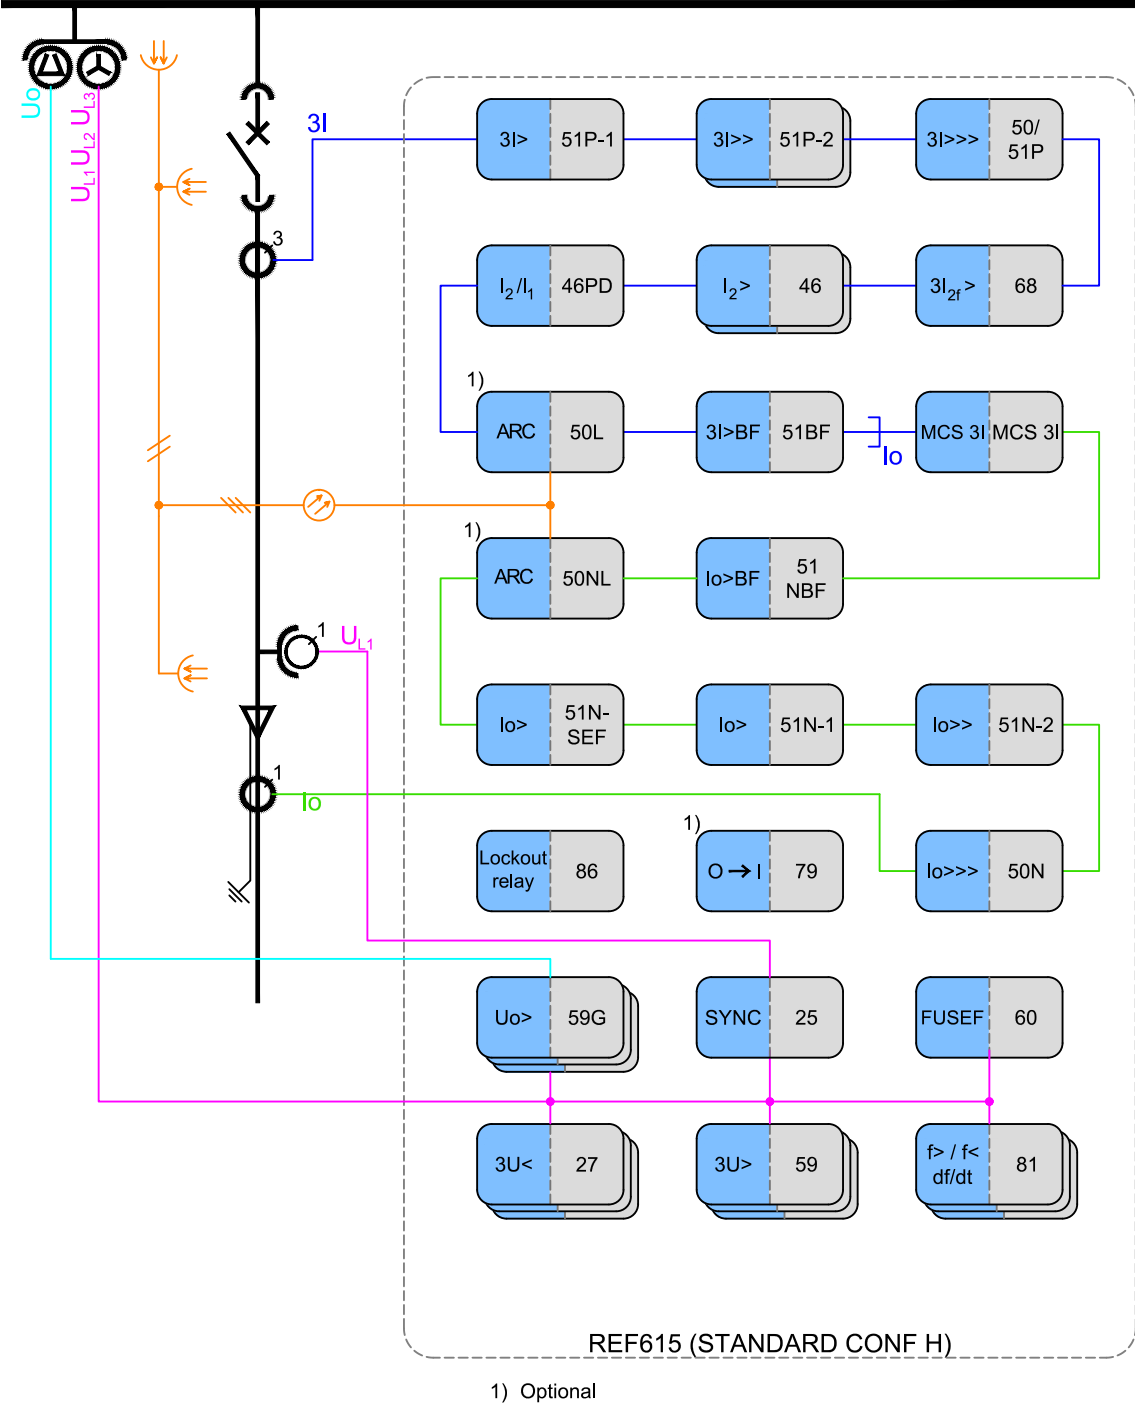 Uo
UL1 UL2 UL3
3I
3I> 51P-1
3I>> 51P-2
3I>>> 50/
51P
3
I2/I1 46PD
I2> 46
3I2f> 68
1)
ARC 50L
3I>BF 51BF
Io
MCS 3I MCS 3I
1)
ARC 50NL
Io>BF 51
NBF
1
UL1
Io> 51N-
SEF
Io> 51N-1
Io>> 51N-2
1
Io
Lockout
relay 86
1)
O→I 79
Io>>> 50N
Uo> 59G
SYNC 25
FUSEF 60
3U< 27
3U> 59
f> / f<
df/dt 81
REF615 (STANDARD CONF H)
1) Optional